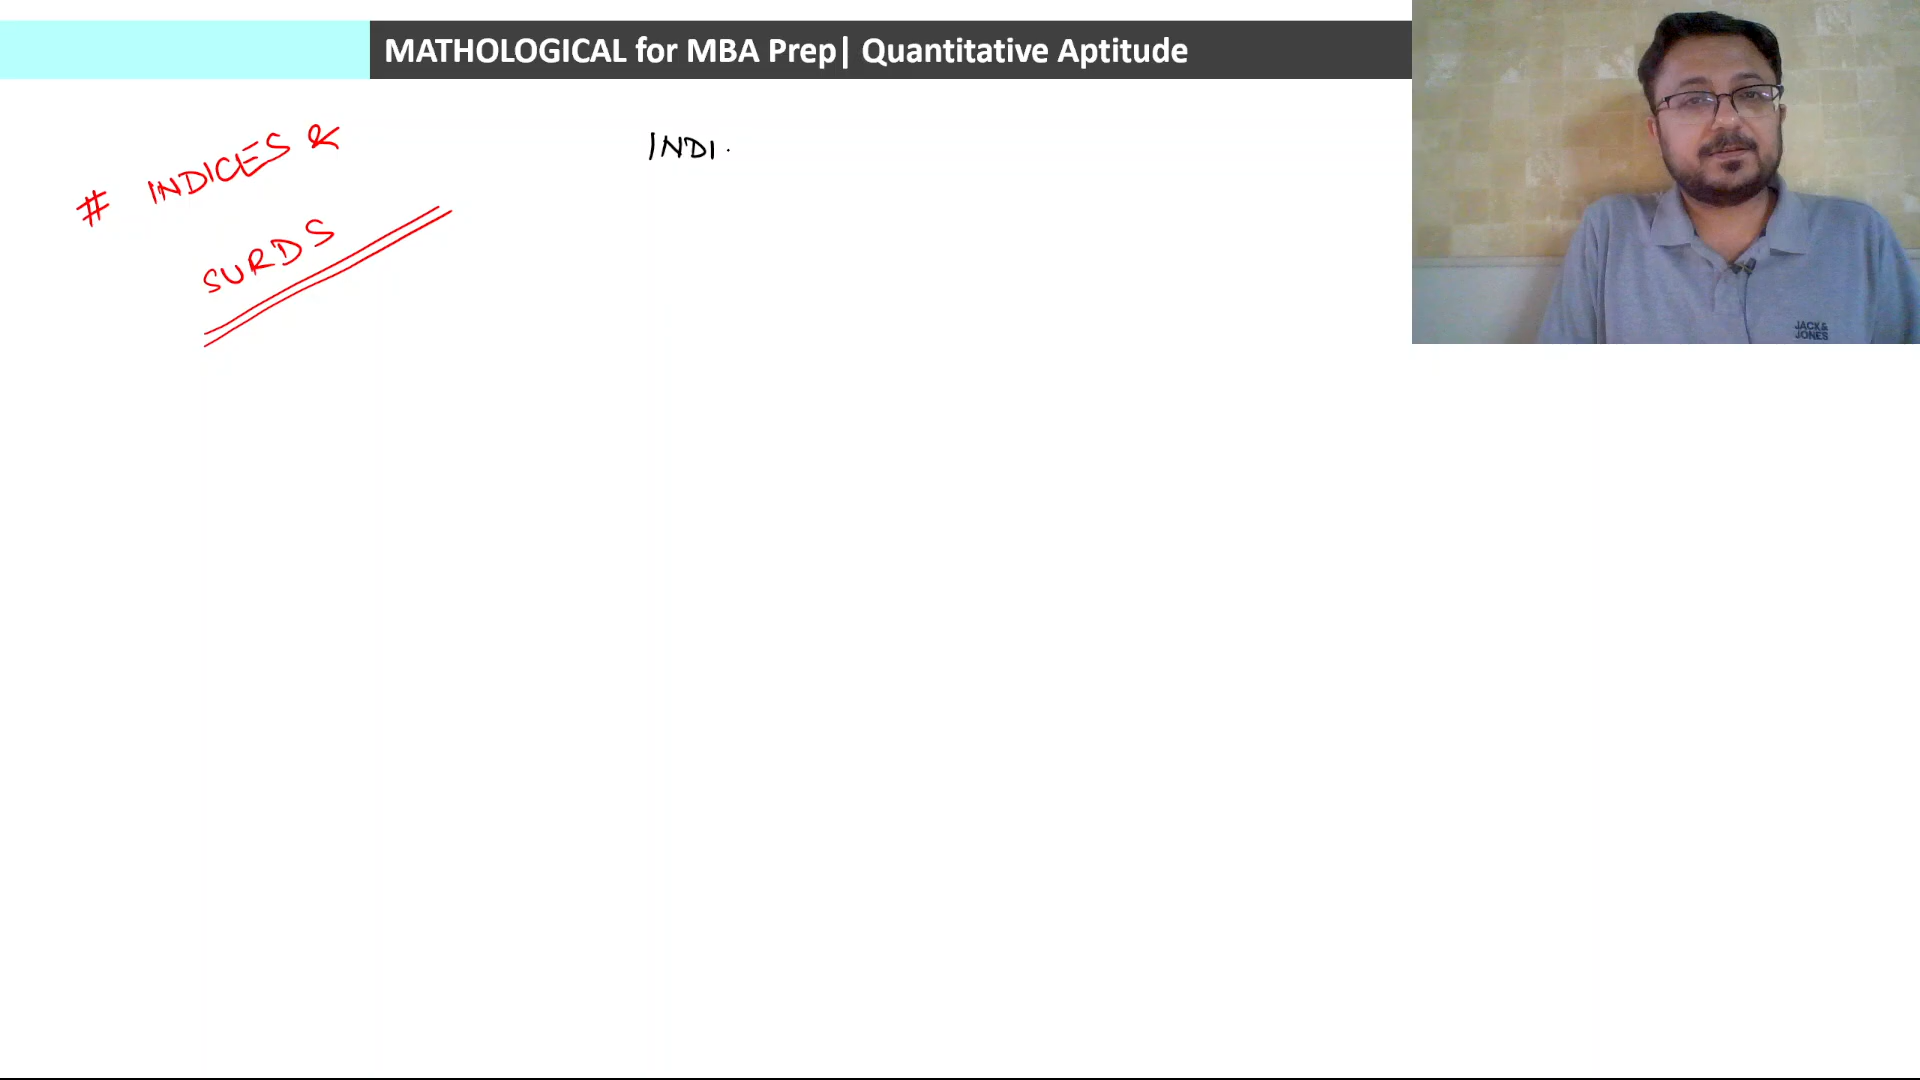 MATHOLOGICAL for MBA Prep| Quantitative Aptitude
# INDICES &
SURDS
INDI
JACK&
JONES